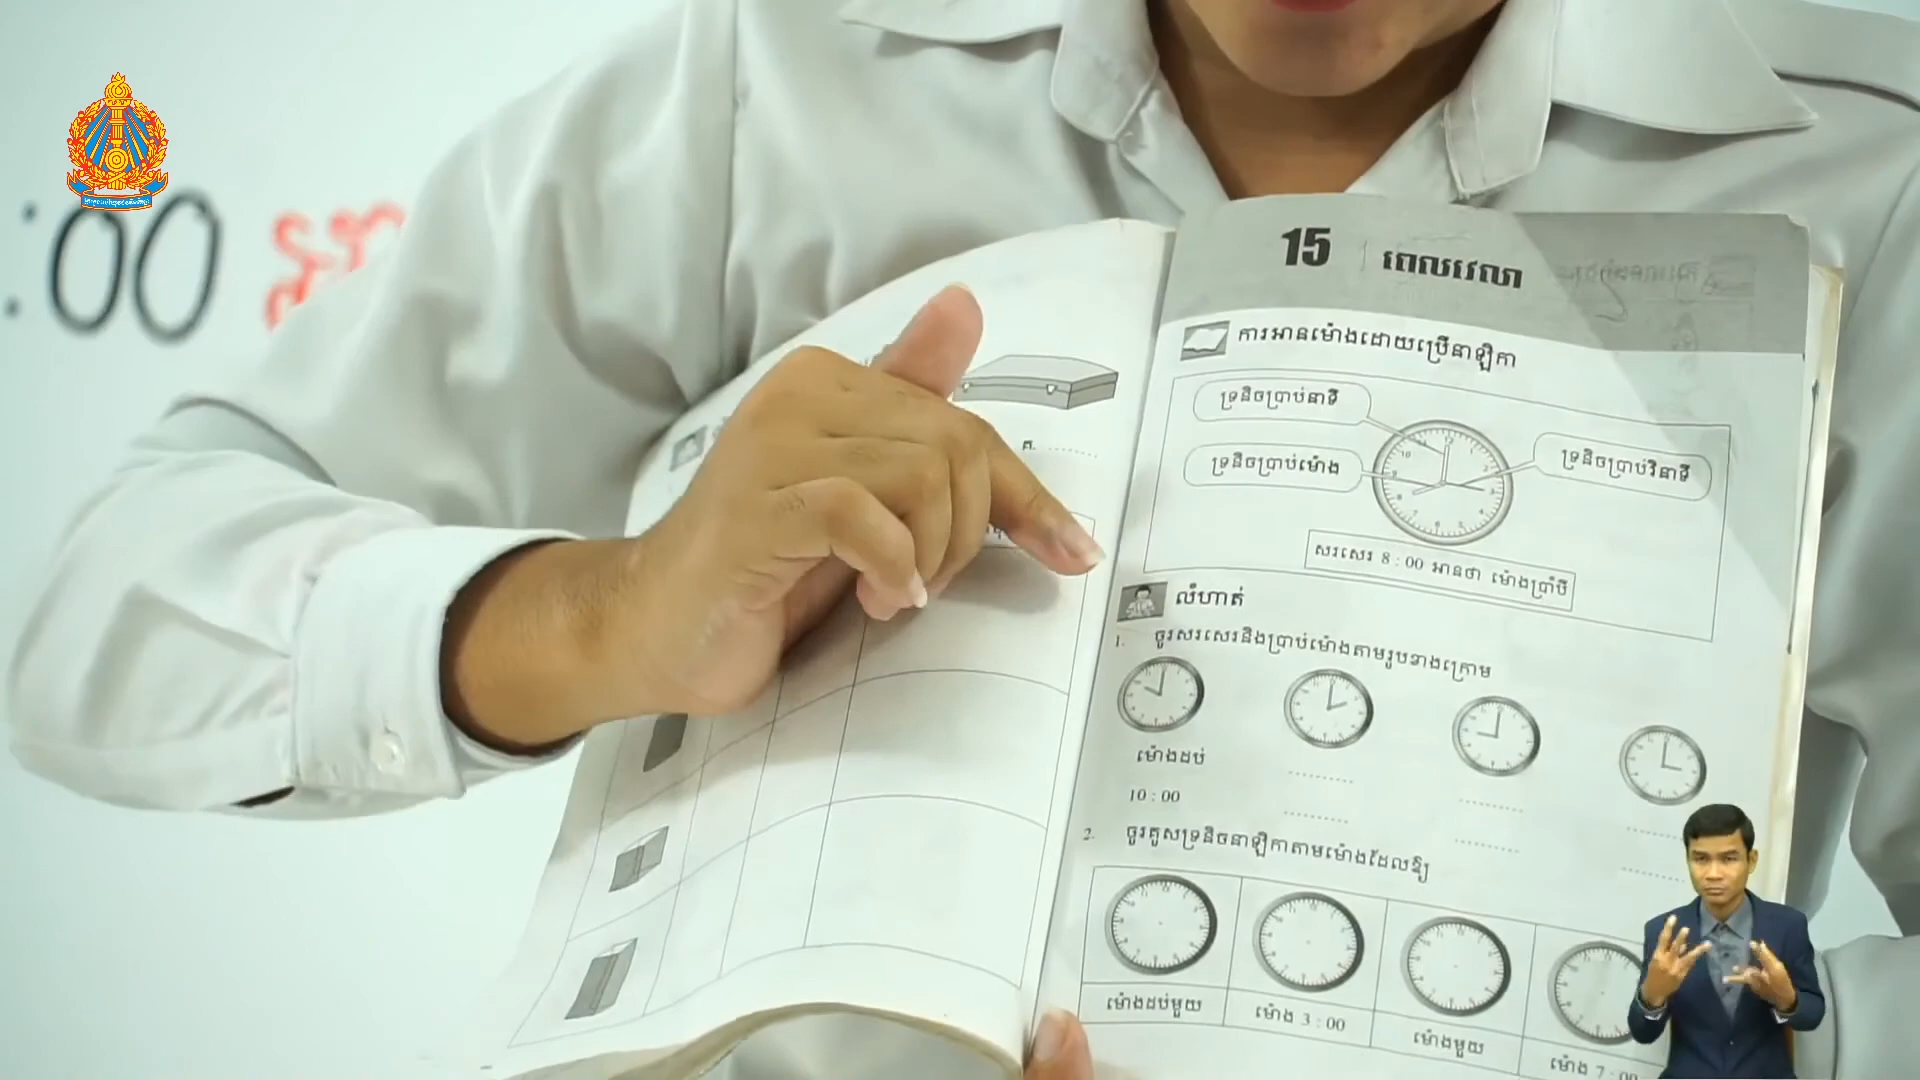 :00
គ. ........
15 ពេលវេលា
ការអានម៉ោងដោយប្រើនាឡិកា
ទ្រនិចប្រាប់នាទី
ទ្រនិចប្រាប់ម៉ោង
ទ្រនិចប្រាប់វិនាទី
សរសេរ 8 : 00 អានថា ម៉ោងប្រាំបី
លំហាត់
1. ចូរសរសេរនិងប្រាប់ម៉ោងតាមរូបខាងក្រោម
ម៉ោងដប់
10 : 00
2. ចូរគូសទ្រនិចនាឡិកាតាមម៉ោងដែលឱ្យ
ម៉ោងដប់មួយ ម៉ោង 3 : 00 ម៉ោងមួយ ម៉ោង 7 : 00